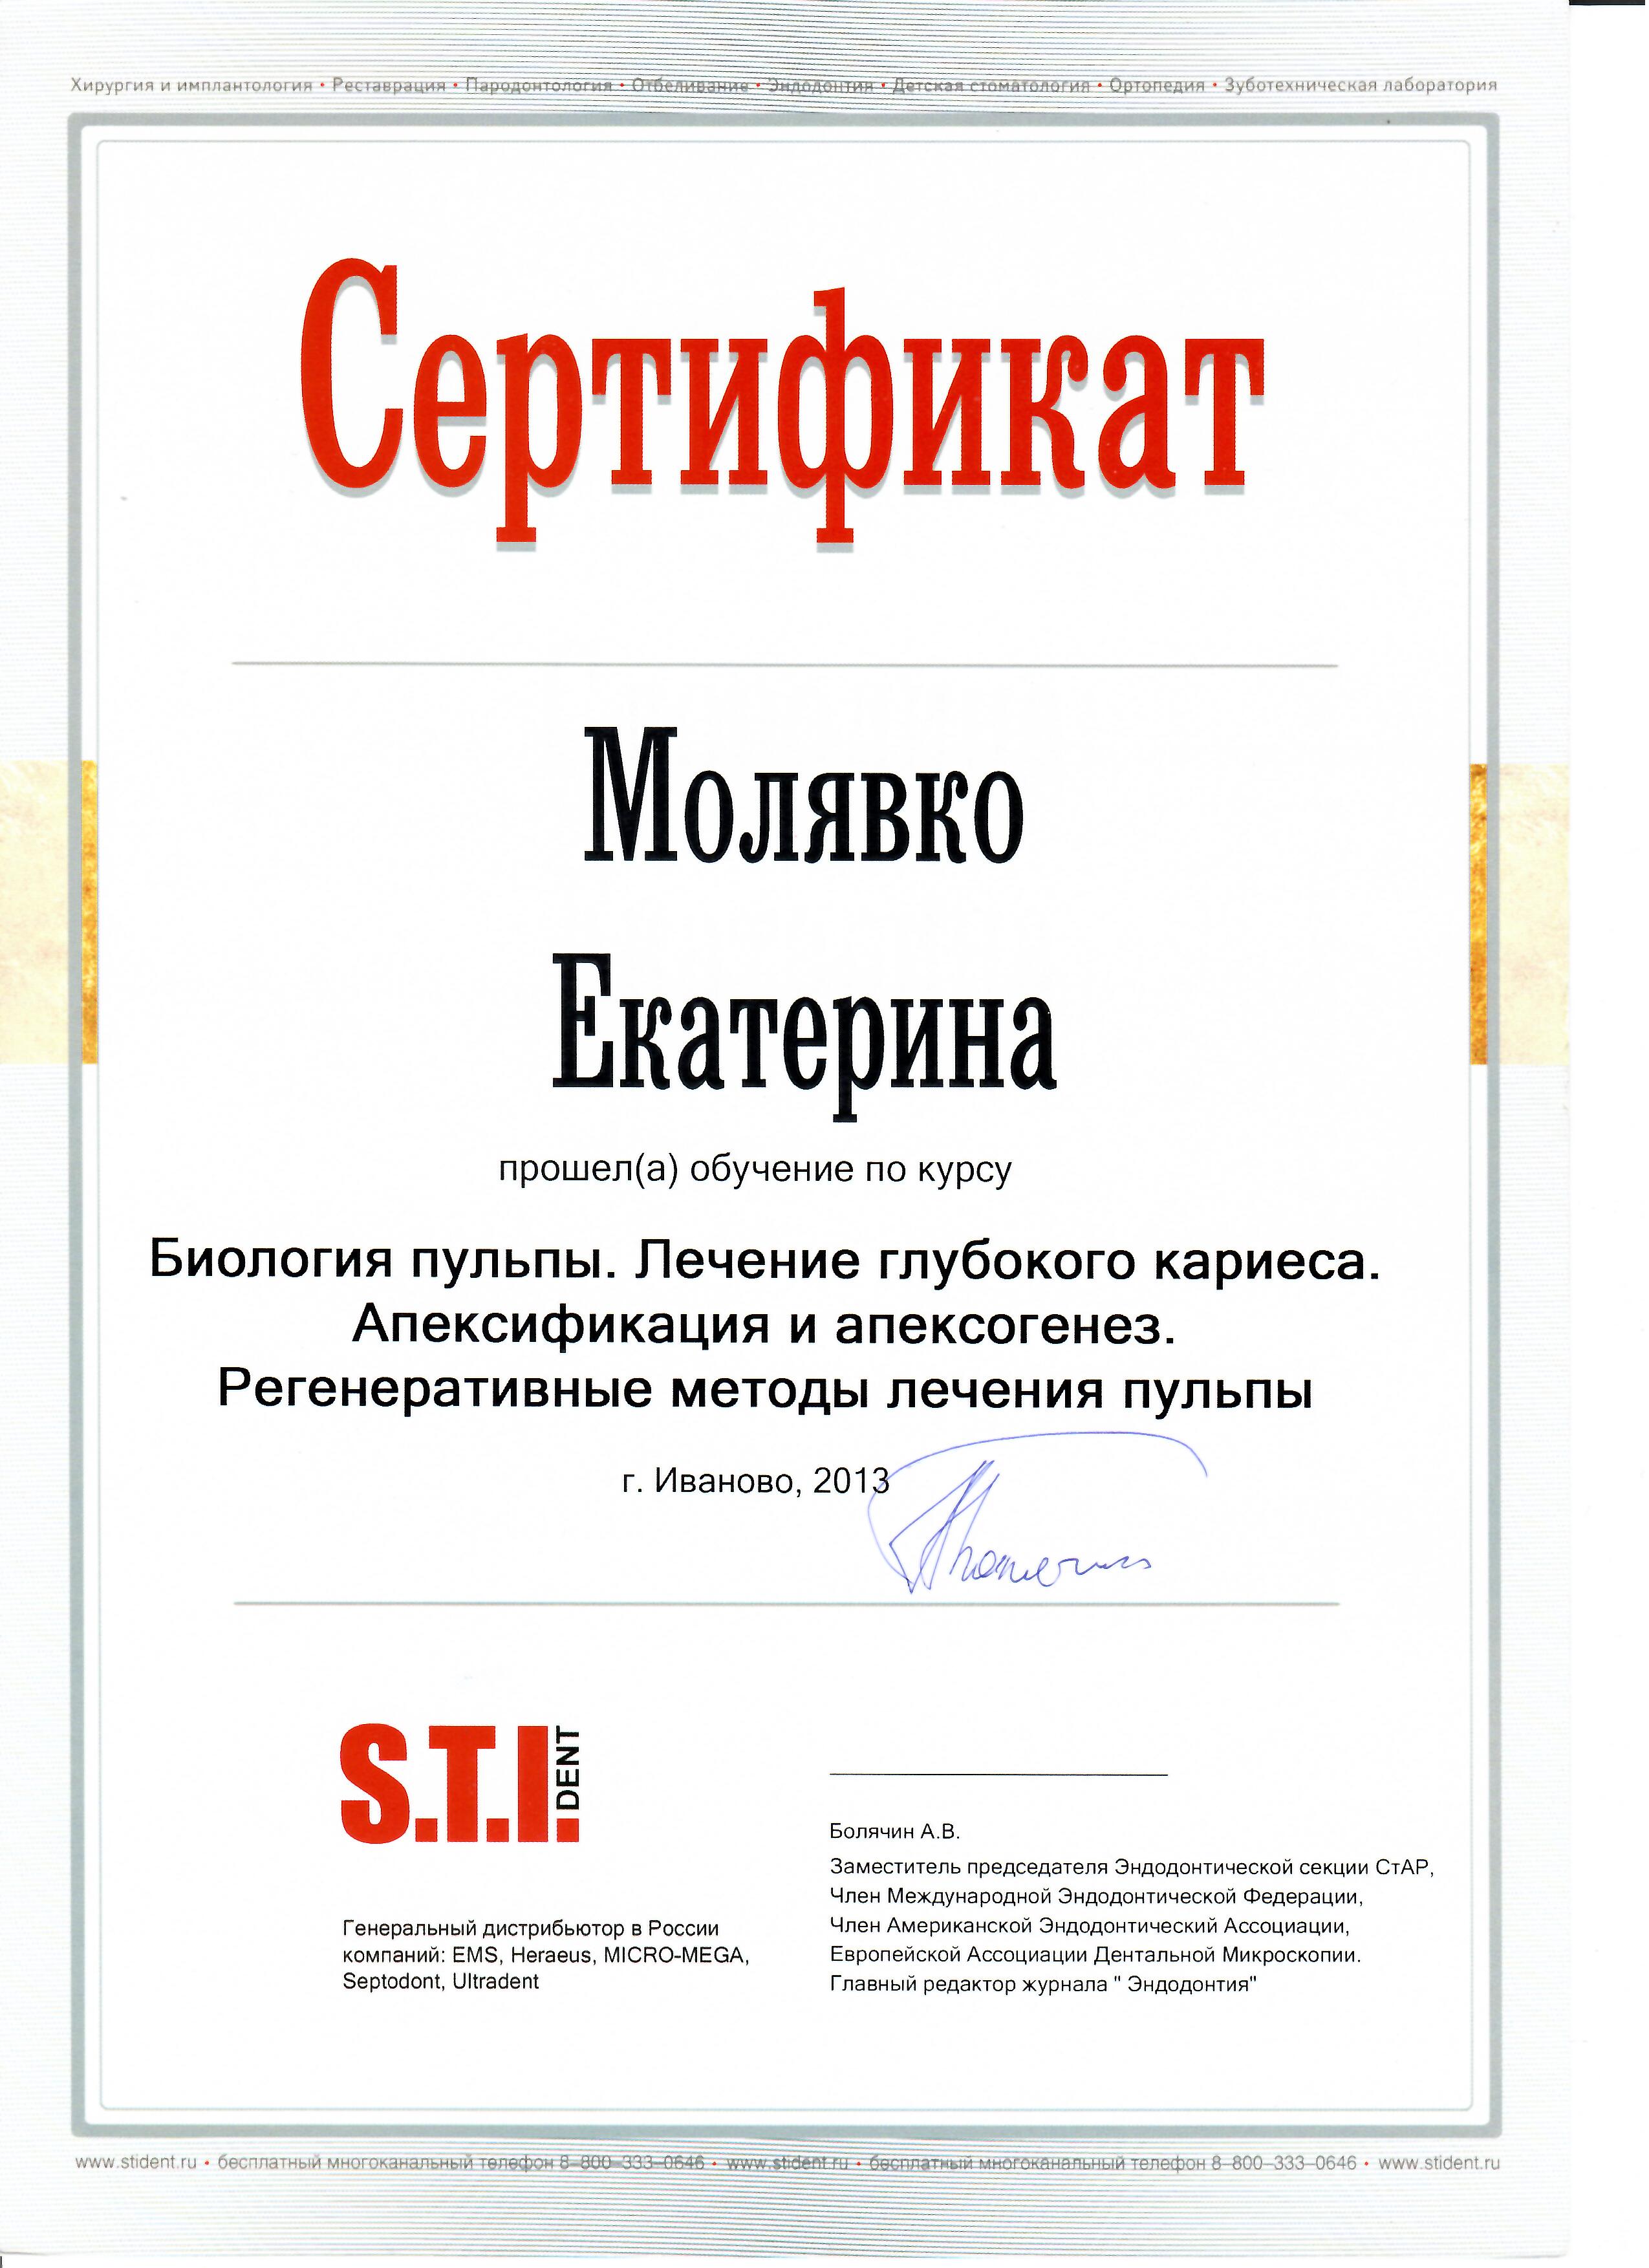 Хирургия и имплантология • Реставрация • Пародонтология • Отбеливание • Эндодонтия • Детская стоматология • Ортопедия • Зуботехническая лаборатория
Сертификат
Молявко
Екатерина
прошел(а) обучение по курсу
Биология пульпы. Лечение глубокого кариеса.
Апексификация и апексогенез.
Регенеративные методы лечения пульпы
г. Иваново, 2013
S.T.I.DENT
Генеральный дистрибьютор в России
компаний: EMS, Heraeus, MICRO-MEGA,
Septodont, Ultradent
Болячин А.В.
Заместитель председателя Эндодонтической секции СтАР,
Член Международной Эндодонтической Федерации,
Член Американской Эндодонтический Ассоциации,
Европейской Ассоциации Дентальной Микроскопии.
Главный редактор журнала " Эндодонтия"
www.stident.ru • бесплатный многоканальный телефон 8-800-333-0646 • www.stident.ru • бесплатный многоканальный телефон 8-800-333-0646 • www.stident.ru